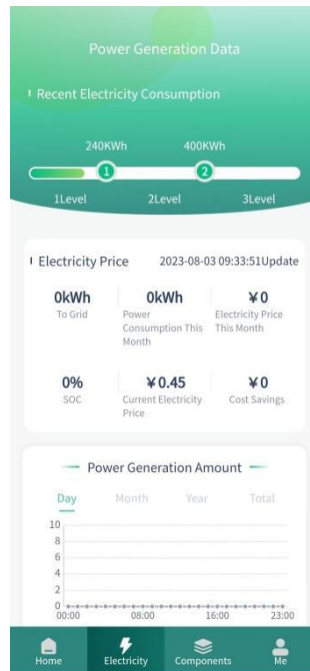 Power Generation Data
Recent Electricity Consumption
240KWh 400KWh
1 2
1Level 2Level 3Level
Electricity Price 2023-08-03 09:33:51Update
0kWh 0kWh ¥0
To Grid Power Electricity Price
Consumption This This Month
Month
0% ¥0.45 ¥0
SOC Current Electricity Cost Savings
Price
Power Generation Amount
Day Month Year Total
10
8
6
4
2
0
00:00 08:00 16:00 23:00
Home Electricity Components Me